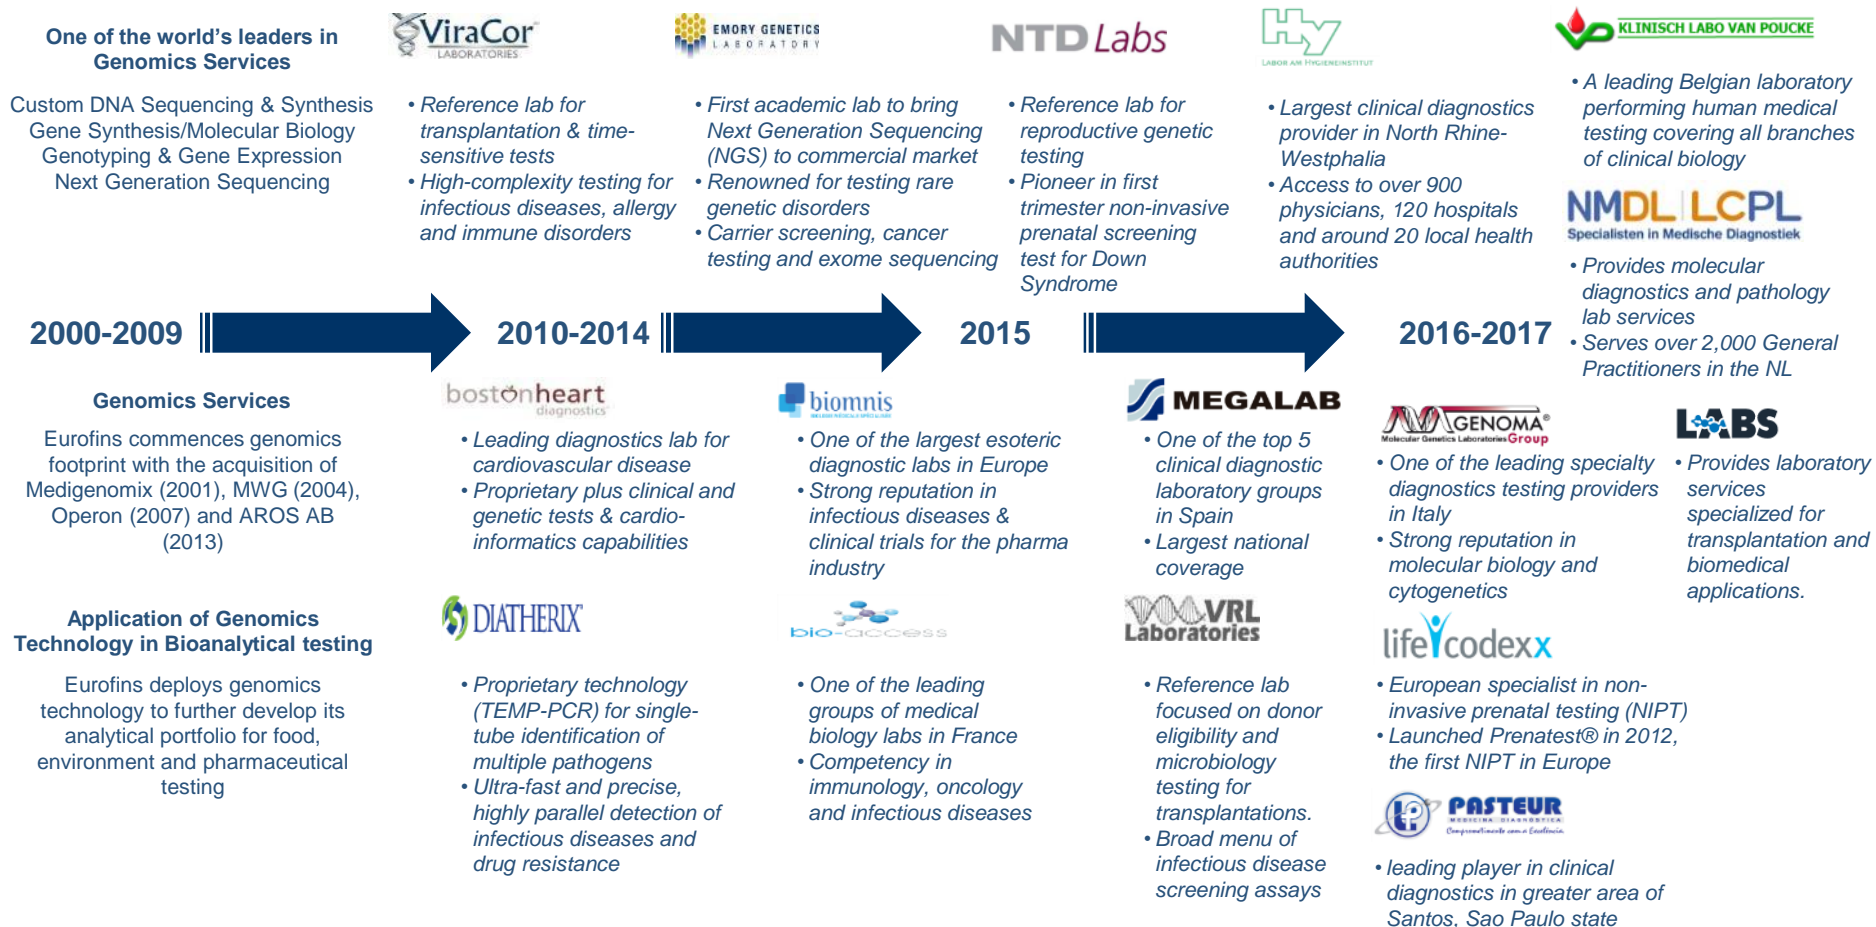 One of the world's leaders in
Genomics Services
Custom DNA Sequencing & Synthesis
Gene Synthesis/Molecular Biology
Genotyping & Gene Expression
Next Generation Sequencing
ViraCor
LABORATORIES
• Reference lab for
transplantation & time-
sensitive tests
• High-complexity testing for
infectious diseases, allergy
and immune disorders
EMORY GENETICS
LABORATORY
• First academic lab to bring
Next Generation Sequencing
(NGS) to commercial market
• Renowned for testing rare
genetic disorders
• Carrier screening, cancer
testing and exome sequencing
NTD Labs
• Reference lab for
reproductive genetic
testing
• Pioneer in first
trimester non-invasive
prenatal screening
test for Down
Syndrome
Hy
LABOR AM HYGIENEINSTITUT
• Largest clinical diagnostics
provider in North Rhine-
Westphalia
• Access to over 900
physicians, 120 hospitals
and around 20 local health
authorities
KLINISCH LABO VAN POUCKE
• A leading Belgian laboratory
performing human medical
testing covering all branches
of clinical biology
NMDL LCPL
Specialisten in Medische Diagnostiek
• Provides molecular
diagnostics and pathology
lab services
• Serves over 2,000 General
Practitioners in the NL
2000-2009
2010-2014
2015
2016-2017
Genomics Services
Eurofins commences genomics
footprint with the acquisition of
Medigenomix (2001), MWG (2004),
Operon (2007) and AROS AB
(2013)
bostonheart
diagnostics
• Leading diagnostics lab for
cardiovascular disease
• Proprietary plus clinical and
genetic tests & cardio-
informatics capabilities
biomnis
• One of the largest esoteric
diagnostic labs in Europe
• Strong reputation in
infectious diseases &
clinical trials for the pharma
industry
MEGALAB
• One of the top 5
clinical diagnostic
laboratory groups
in Spain
• Largest national
coverage
GENOMA®
Molecular Genetics Laboratories Group
• One of the leading specialty
diagnostics testing providers
in Italy
• Strong reputation in
molecular biology and
cytogenetics
LABS
• Provides laboratory
services
specialized for
transplantation and
biomedical
applications.
Application of Genomics
Technology in Bioanalytical testing
Eurofins deploys genomics
technology to further develop its
analytical portfolio for food,
environment and pharmaceutical
testing
DIATHERIX
• Proprietary technology
(TEMP-PCR) for single-
tube identification of
multiple pathogens
• Ultra-fast and precise,
highly parallel detection of
infectious diseases and
drug resistance
bio-access
• One of the leading
groups of medical
biology labs in France
• Competency in
immunology, oncology
and infectious diseases
VRL
Laboratories
• Reference lab
focused on donor
eligibility and
microbiology
testing for
transplantations.
• Broad menu of
infectious disease
screening assays
lifecodexx
• European specialist in non-
invasive prenatal testing (NIPT)
• Launched Prenatest® in 2012,
the first NIPT in Europe
LP
PASTEUR
MEDICINA DIAGNÓSTICA
Comprometimento com a Excelência
• leading player in clinical
diagnostics in greater area of
Santos, Sao Paulo state